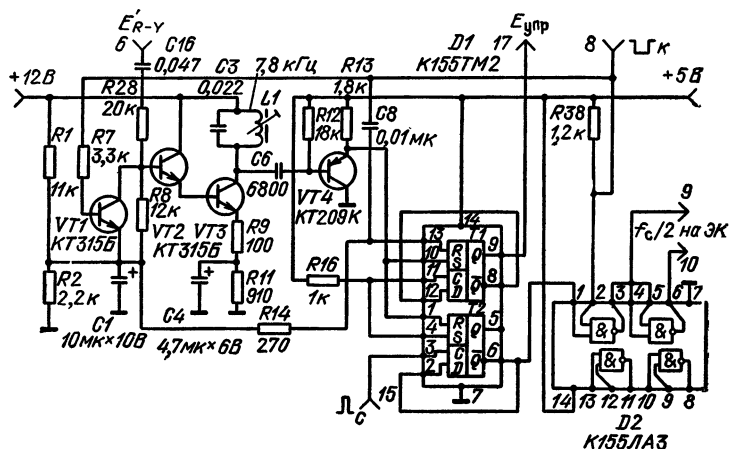 E'R-Y
6
C16
0,047
C3
0,022
7,8 кГц
R13
1,8к
D1
К155ТМ2
17
Eупр
8
к
+12В
+5В
R28
20к
L1
R12
18к
C8
0,01мк
R38
1,2к
R1
11к
R7
3,3к
R8
12к
C6
6800
VT4
КТ209К
VT1
КТ315Б
VT2
VT3
КТ315Б
R9
100
R11
910
R2
2,2к
C1
10мк×10В
C4
4,7мк×6В
R14
270
R16
1к
14
13
10
11
12
T1
R
S
C
D
Q
Q̅
9
8
1
4
3
2
T2
R
S
C
D
Q
Q̅
5
6
7
15
C
9
fc/2 на ЭК
10
1
2
3
4
5
6
7
&
&
&
&
14
13
12
11
10
9
8
D2
К155ЛА3